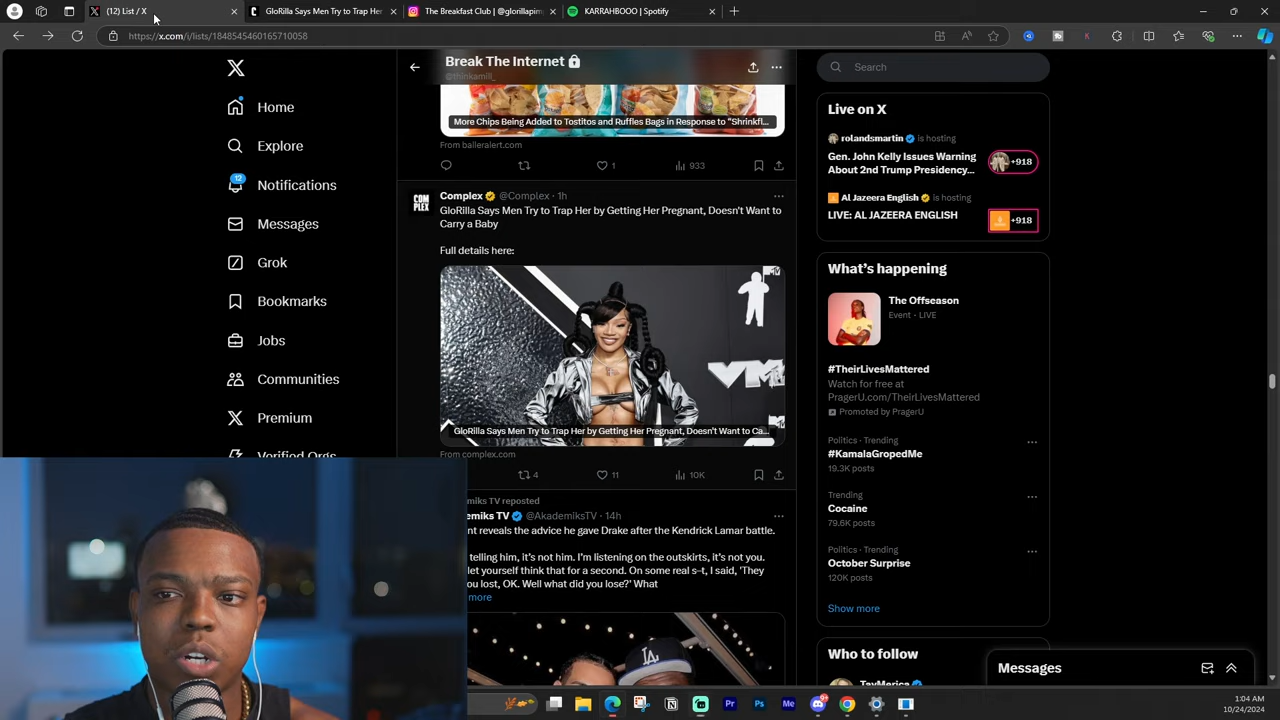 (12) List / X
GloRilla Says Men Try to Trap Her
The Breakfast Club | @glorillapim
KARRAHBOOO | Spotify
https://x.com/i/lists/1848545460165710058
Break The Internet
@thinkamill_
Search
Home
Explore
12
Notifications
Messages
Grok
Bookmarks
Jobs
Communities
Premium
Verified Orgs
More Chips Being Added to Tostitos and Ruffles Bags in Response to "Shrinkfl...
From balleralert.com
1
933
COMPLEX
Complex @Complex · 1h
GloRilla Says Men Try to Trap Her by Getting Her Pregnant, Doesn't Want to
Carry a Baby
Full details here:
GloRilla Says Men Try to Trap Her by Getting Her Pregnant, Doesn't Want to Ca...
From complex.com
4
11
10K
miks TV reposted
emiks TV @AkademiksTV · 14h
nt reveals the advice he gave Drake after the Kendrick Lamar battle.
telling him, it's not him. I'm listening on the outskirts, it's not you.
let yourself think that for a second. On some real s–t, I said, 'They
ou lost, OK. Well what did you lose?' What
more
Live on X
rolandsmartin is hosting
Gen. John Kelly Issues Warning
About 2nd Trump Presidency...
+918
Al Jazeera English is hosting
LIVE: AL JAZEERA ENGLISH
+918
What's happening
The Offseason
Event · LIVE
#TheirLivesMattered
Watch for free at
PragerU.com/TheirLivesMattered
Promoted by PragerU
Politics · Trending
#KamalaGropedMe
19.3K posts
Trending
Cocaine
79.6K posts
Politics · Trending
October Surprise
120K posts
Show more
Who to follow
TayMerica
Messages
1:04 AM
10/24/2024